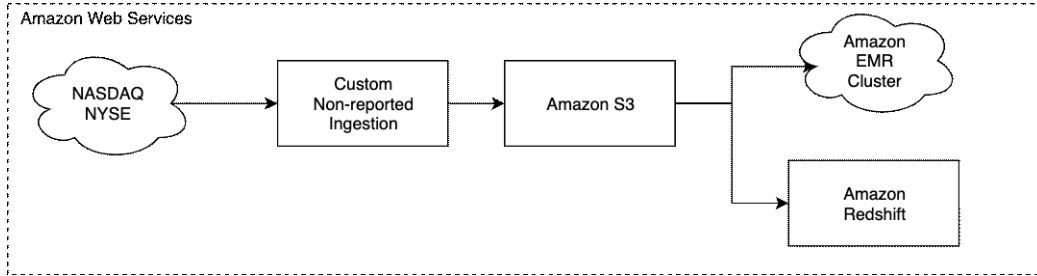 Amazon Web Services
NASDAQ
NYSE
Custom
Non-reported
Ingestion
Amazon S3
Amazon
EMR
Cluster
Amazon
Redshift